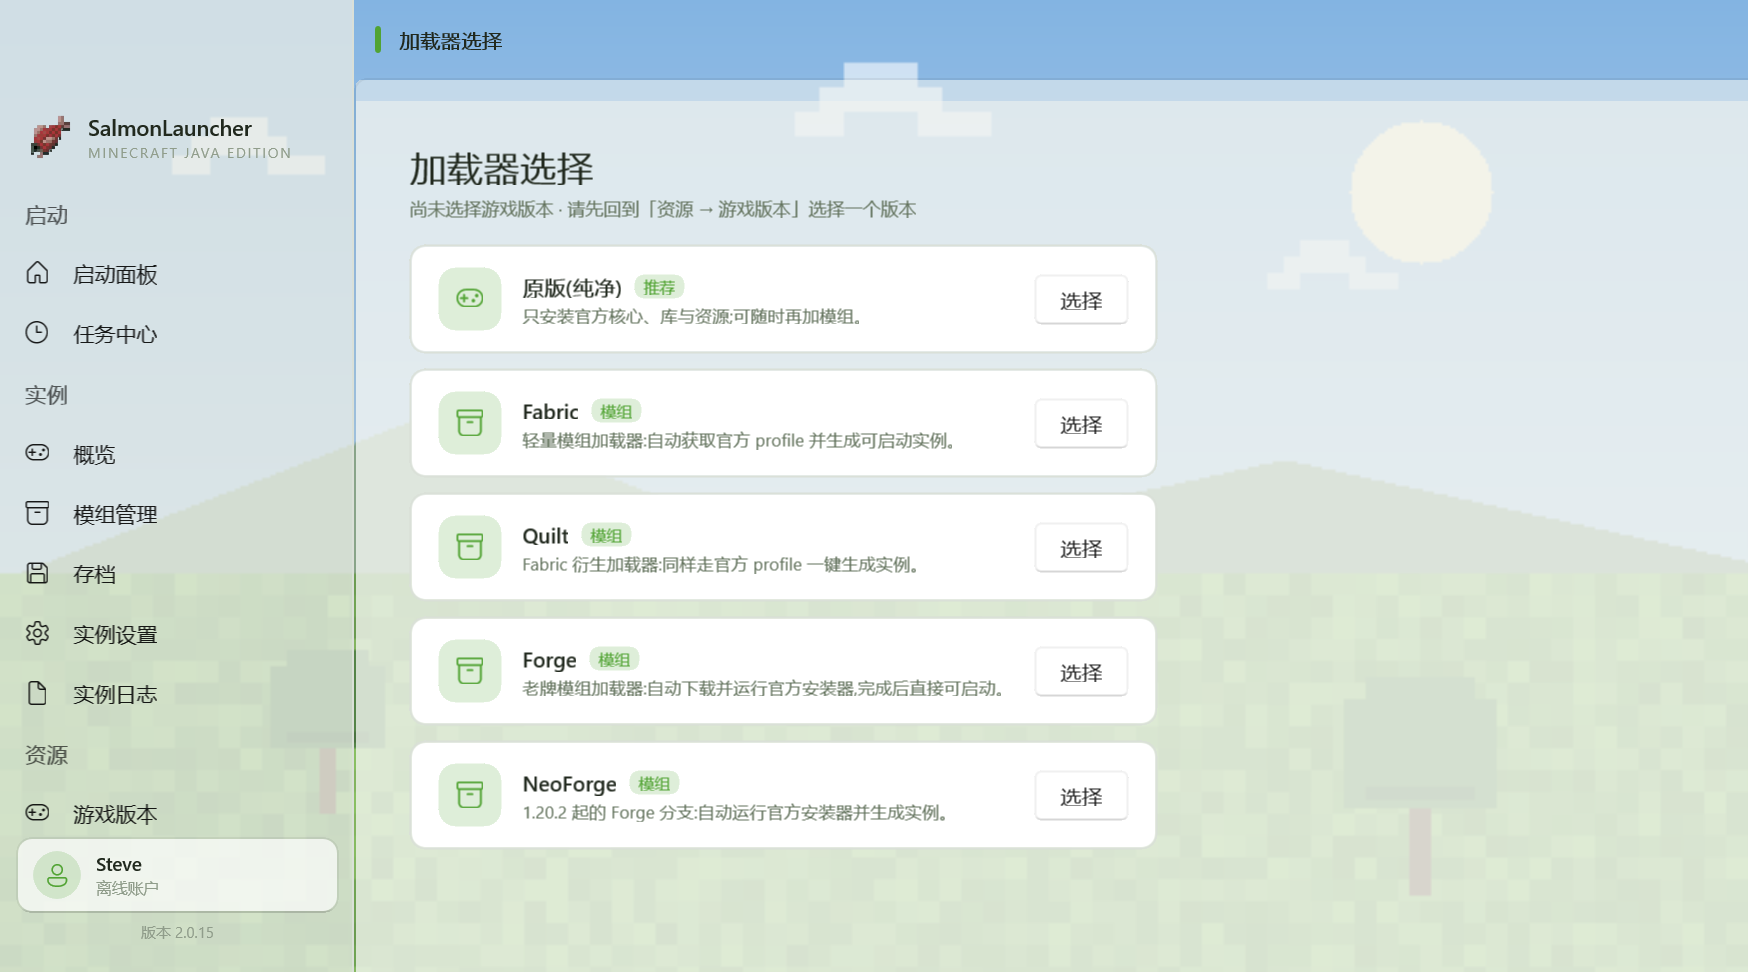 加载器选择
SalmonLauncher
MINECRAFT JAVA EDITION
启动
启动面板
任务中心
实例
概览
模组管理
存档
实例设置
实例日志
资源
游戏版本
Steve
离线账户
版本 2.0.15
加载器选择
尚未选择游戏版本 · 请先回到「资源 → 游戏版本」选择一个版本
原版(纯净) 推荐
只安装官方核心、库与资源;可随时再加模组。
选择
Fabric 模组
轻量模组加载器:自动获取官方 profile 并生成可启动实例。
选择
Quilt 模组
Fabric 衍生加载器:同样走官方 profile 一键生成实例。
选择
Forge 模组
老牌模组加载器:自动下载并运行官方安装器,完成后直接可启动。
选择
NeoForge 模组
1.20.2 起的 Forge 分支:自动运行官方安装器并生成实例。
选择